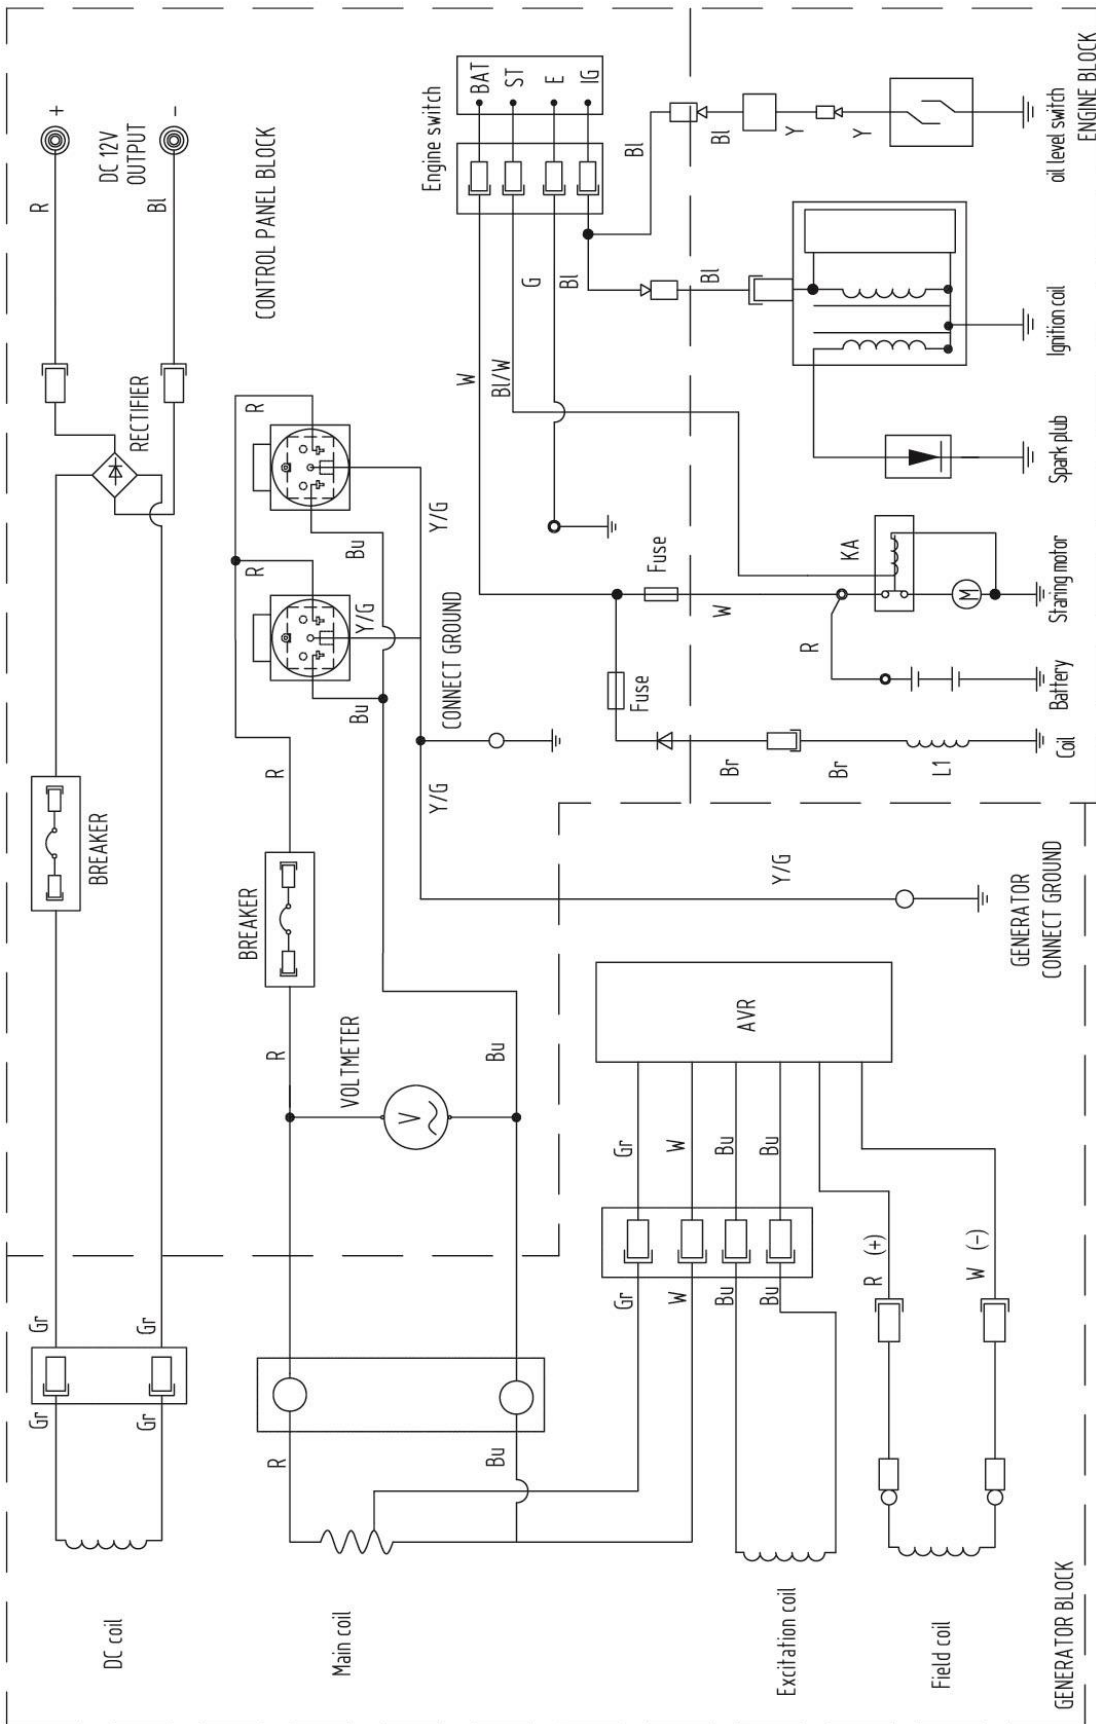 GENERATOR BLOCK
DC coil
Main coil
Excitation coil
Field coil
Gr
Gr
Gr
Gr
R
Bu
Gr
W
Bu
Bu
Gr
W
Bu
Bu
R (+)
W (-)
AVR
VOLTMETER
V
R
Bu
BREAKER
BREAKER
R
GENERATOR
CONNECT GROUND
Y/G
Y/G
CONNECT GROUND
Bu
Y/G
R
Bu
Y/G
R
RECTIFIER
CONTROL PANEL BLOCK
R
Bl
DC 12V
OUTPUT
+
-
Engine switch
BAT
ST
E
IG
W
Bl/W
G
Bl
Bl
Bl
Bl
Y
Y
Fuse
Fuse
W
R
KA
M
Br
Br
L1
Coil
Battery
Staring motor
Spark plub
Ignition coil
oil level switch
ENGINE BLOCK